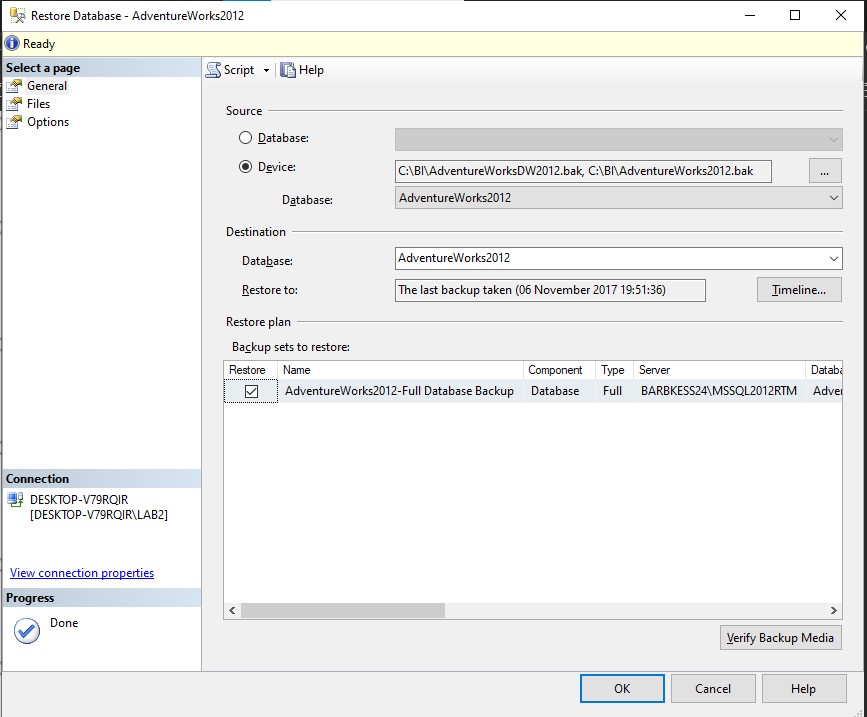 Restore Database - AdventureWorks2012
Ready
Select a page
General
Files
Options
Script
Help
Source
Database:
Device:
C:\BI\AdventureWorksDW2012.bak, C:\BI\AdventureWorks2012.bak
...
Database:
AdventureWorks2012
Destination
Database:
AdventureWorks2012
Restore to:
The last backup taken (06 November 2017 19:51:36)
Timeline...
Restore plan
Backup sets to restore:
Restore Name Component Type Server Databa
AdventureWorks2012-Full Database Backup Database Full BARBKESS24\MSSQL2012RTM Adver
Connection
DESKTOP-V79RQIR
[DESKTOP-V79RQIR\LAB2]
View connection properties
Progress
Done
Verify Backup Media
OK Cancel Help